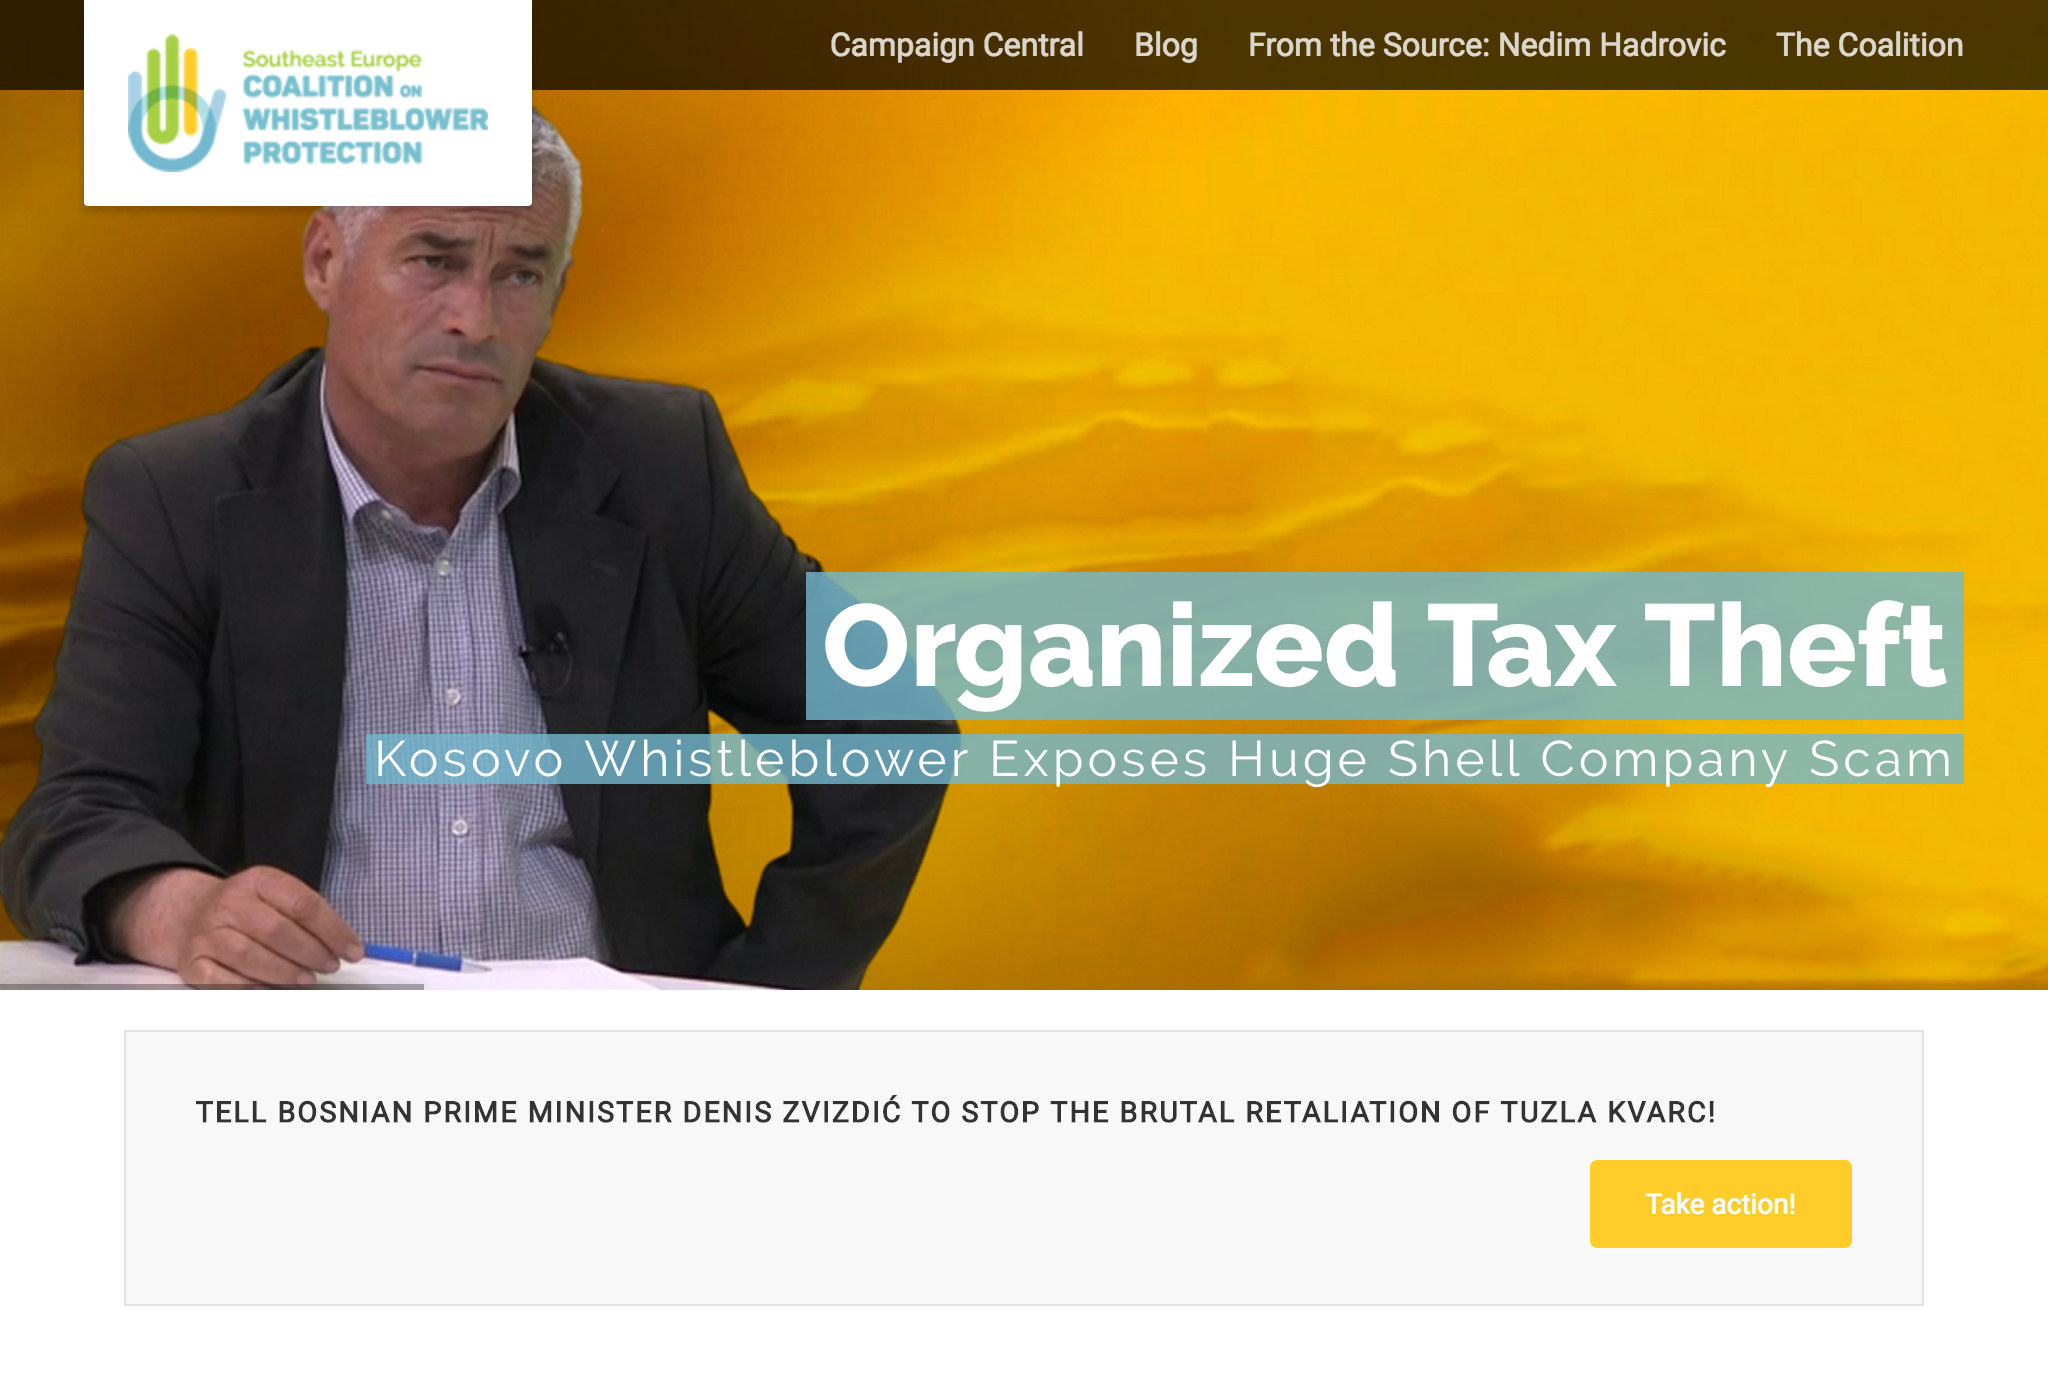 Southeast Europe
COALITION ON
WHISTLEBLOWER
PROTECTION
Campaign Central Blog From the Source: Nedim Hadrovic The Coalition
Organized Tax Theft
Kosovo Whistleblower Exposes Huge Shell Company Scam
TELL BOSNIAN PRIME MINISTER DENIS ZVIZDIĆ TO STOP THE BRUTAL RETALIATION OF TUZLA KVARC!
Take action!